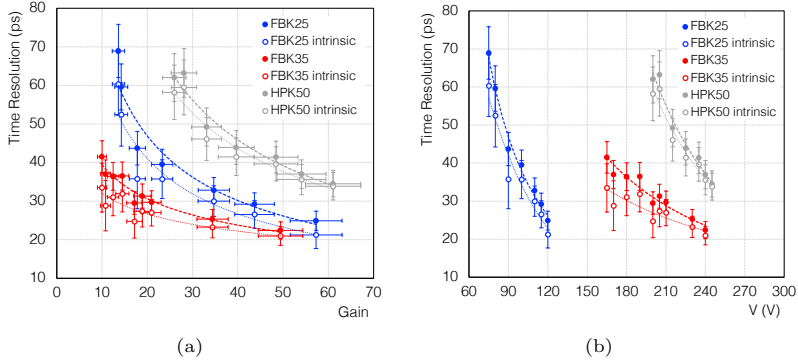 Time Resolution (ps)
80
70
60
50
40
30
20
10
0
10
20
30
40
50
60
70
Gain
FBK25
FBK25 intrinsic
FBK35
FBK35 intrinsic
HPK50
HPK50 intrinsic
(a)
Time Resolution (ps)
80
70
60
50
40
30
20
10
60
90
120
150
180
210
240
270
300
V (V)
FBK25
FBK25 intrinsic
FBK35
FBK35 intrinsic
HPK50
HPK50 intrinsic
(b)